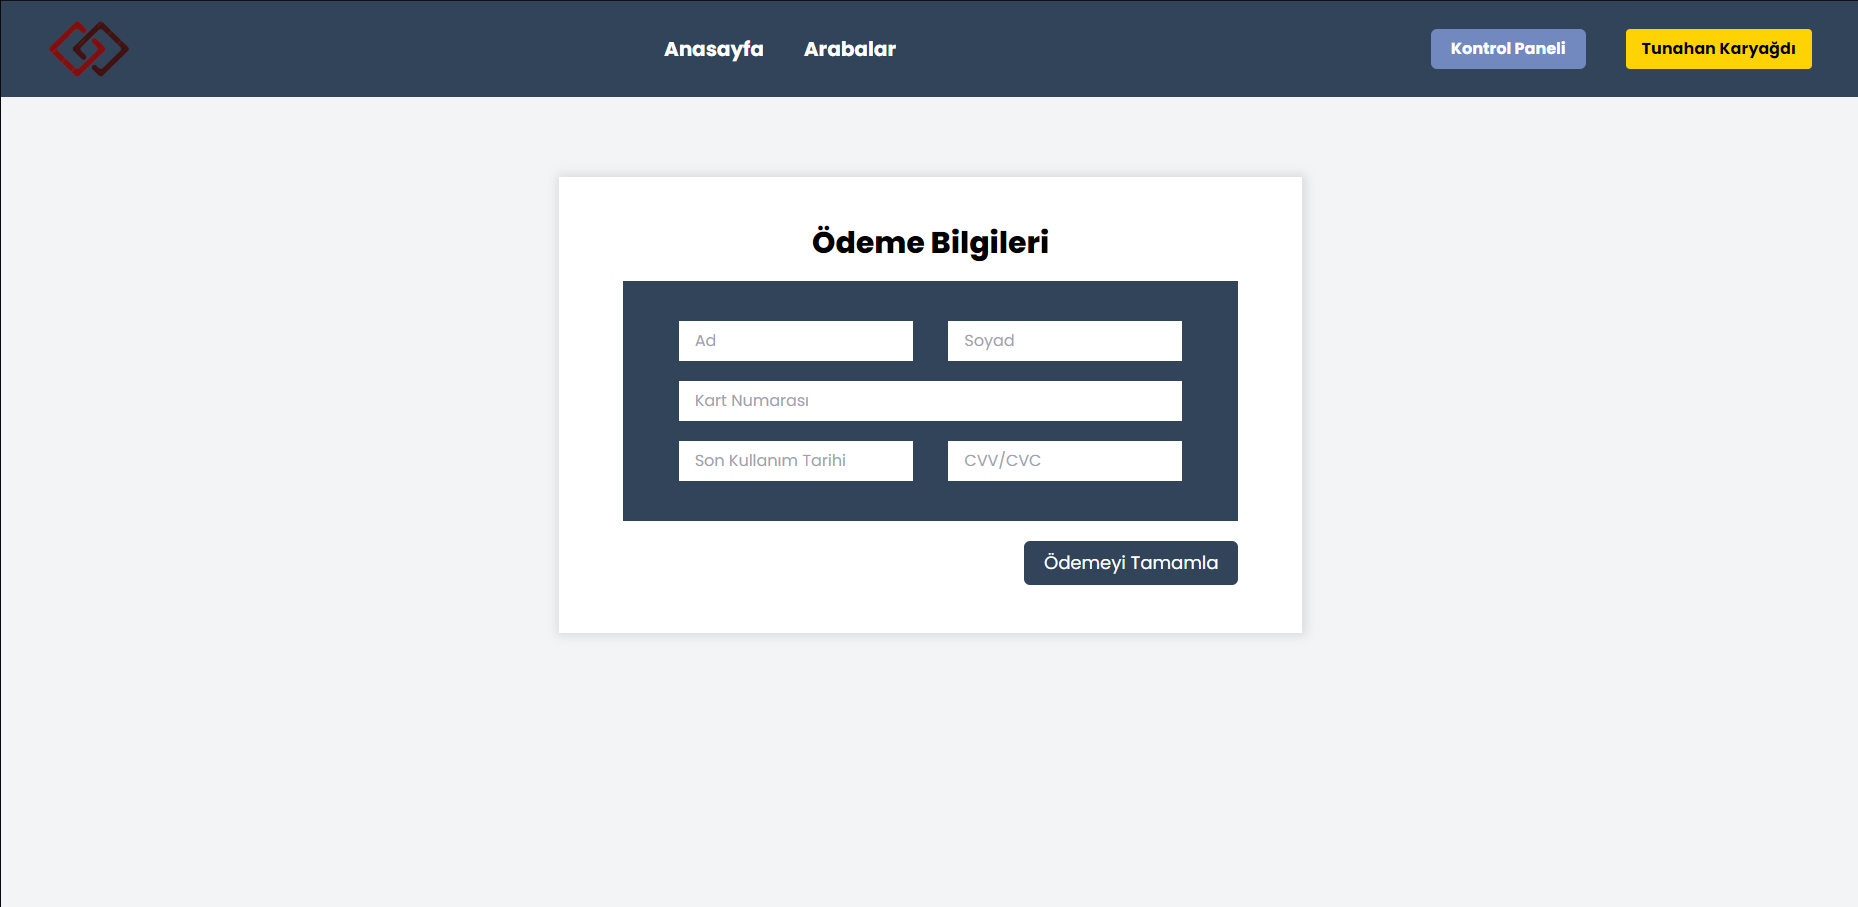 Anasayfa Arabalar Kontrol Paneli Tunahan Karyağdı
Ödeme Bilgileri
Ad Soyad
Kart Numarası
Son Kullanım Tarihi CVV/CVC
Ödemeyi Tamamla